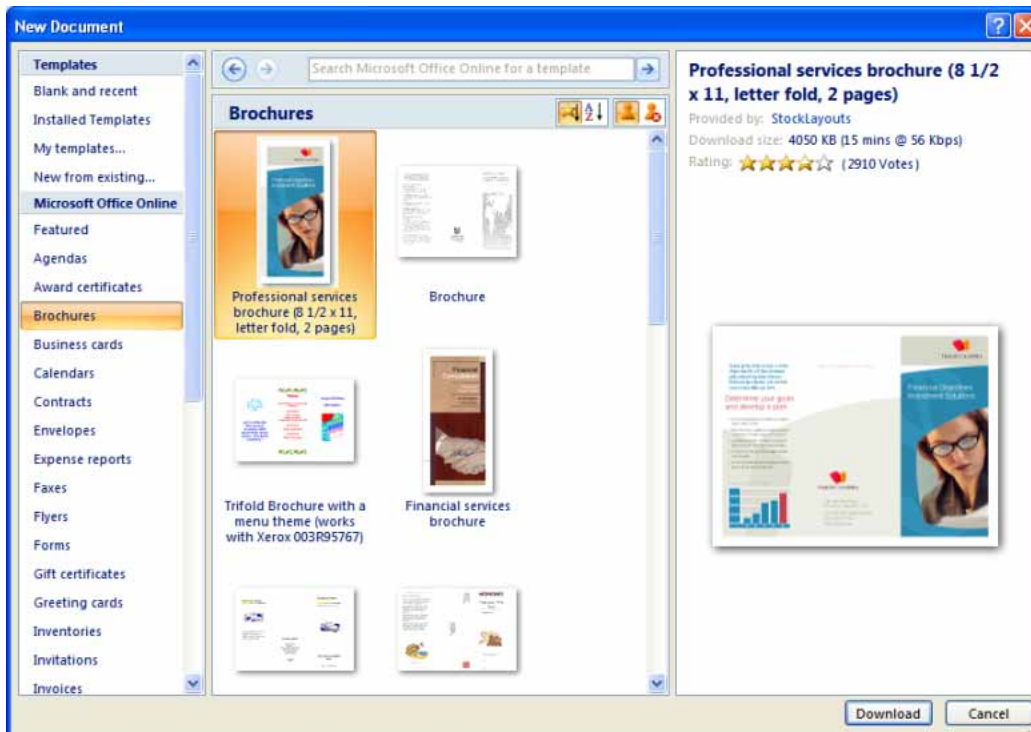 New Document
Templates
Blank and recent
Installed Templates
My templates...
New from existing...
Microsoft Office Online
Featured
Agendas
Award certificates
Brochures
Business cards
Calendars
Contracts
Envelopes
Expense reports
Faxes
Flyers
Forms
Gift certificates
Greeting cards
Inventories
Invitations
Invoices
Search Microsoft Office Online for a template
Brochures
Professional services
brochure (8 1/2 x 11,
letter fold, 2 pages)
Brochure
Trifold Brochure with a
menu theme (works
with Xerox 003R95767)
Financial
Financial services
brochure
Professional services brochure (8 1/2
x 11, letter fold, 2 pages)
Provided by: StockLayouts
Download size: 4050 KB (15 mins @ 56 Kbps)
Rating: (2910 Votes)
Determine your goals
and develop a plan
Financial Objectives
Investment Solutions
Download
Cancel